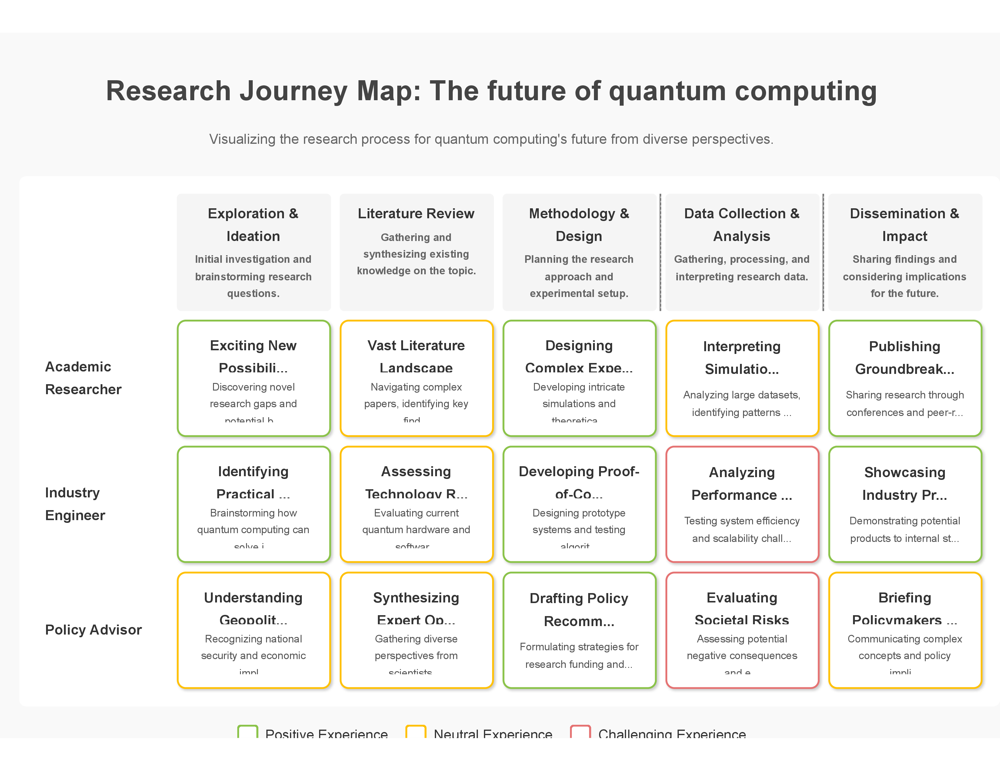 Research Journey Map: The future of quantum computing
Visualizing the research process for quantum computing's future from diverse perspectives.
Exploration &
Ideation
Initial investigation and
brainstorming research
questions.
Literature Review
Gathering and
synthesizing existing
knowledge on the topic.
Methodology &
Design
Planning the research
approach and
experimental setup.
Data Collection &
Analysis
Gathering, processing, and
interpreting research data.
Dissemination &
Impact
Sharing findings and
considering implications
for the future.
Academic
Researcher
Exciting New
Possibili...
Discovering novel
research gaps and
potential b...
Vast Literature
Landscape
Navigating complex
papers, identifying key
find...
Designing
Complex Expe...
Developing intricate
simulations and
theoretica...
Interpreting
Simulatio...
Analyzing large datasets,
identifying patterns ...
Publishing
Groundbreak...
Sharing research through
conferences and peer-r...
Industry
Engineer
Identifying
Practical ...
Brainstorming how
quantum computing can
solve i...
Assessing
Technology R...
Evaluating current
quantum hardware and
softwar...
Developing Proof-
of-Co...
Designing prototype
systems and testing
algorit...
Analyzing
Performance ...
Testing system efficiency
and scalability chall...
Showcasing
Industry Pr...
Demonstrating potential
products to internal st...
Policy Advisor
Understanding
Geopolit...
Recognizing national
security and economic
impl...
Synthesizing
Expert Op...
Gathering diverse
perspectives from
scientists...
Drafting Policy
Recomm...
Formulating strategies for
research funding and...
Evaluating
Societal Risks
Assessing potential
negative consequences
and e...
Briefing
Policymakers ...
Communicating complex
concepts and policy
impli...
Positive Experience
Neutral Experience
Challenging Experience